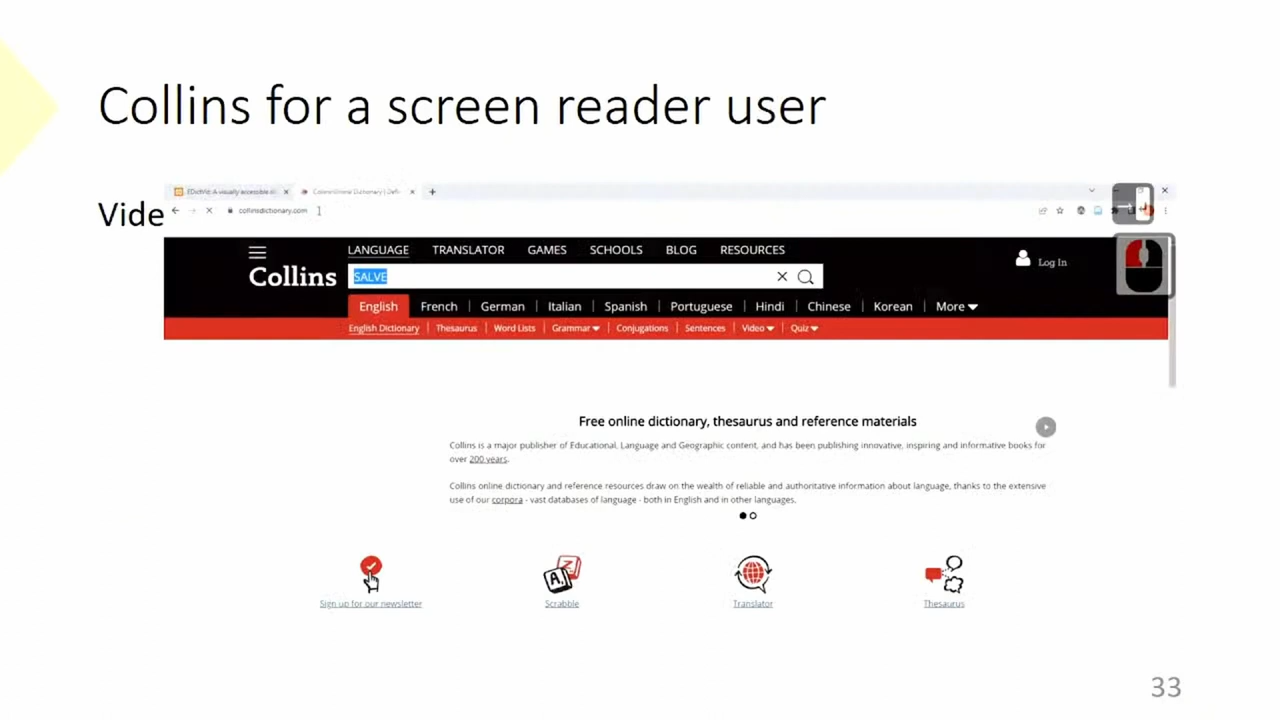 Collins for a screen reader user
Vide
EDictViz: A visually accessible di
Collins Online Dictionary | Defi
collinsdictionary.com
LANGUAGE TRANSLATOR GAMES SCHOOLS BLOG RESOURCES
Log In
Collins
SALVE
English French German Italian Spanish Portuguese Hindi Chinese Korean More
English Dictionary Thesaurus Word Lists Grammar Conjugations Sentences Video Quiz
Free online dictionary, thesaurus and reference materials
Collins is a major publisher of Educational, Language and Geographic content, and has been publishing innovative, inspiring and informative books for
over 200 years.
Collins online dictionary and reference resources draw on the wealth of reliable and authoritative information about language, thanks to the extensive
use of our corpora - vast databases of language - both in English and in other languages.
Sign up for our newsletter
Scrabble
Translator
Thesaurus
33